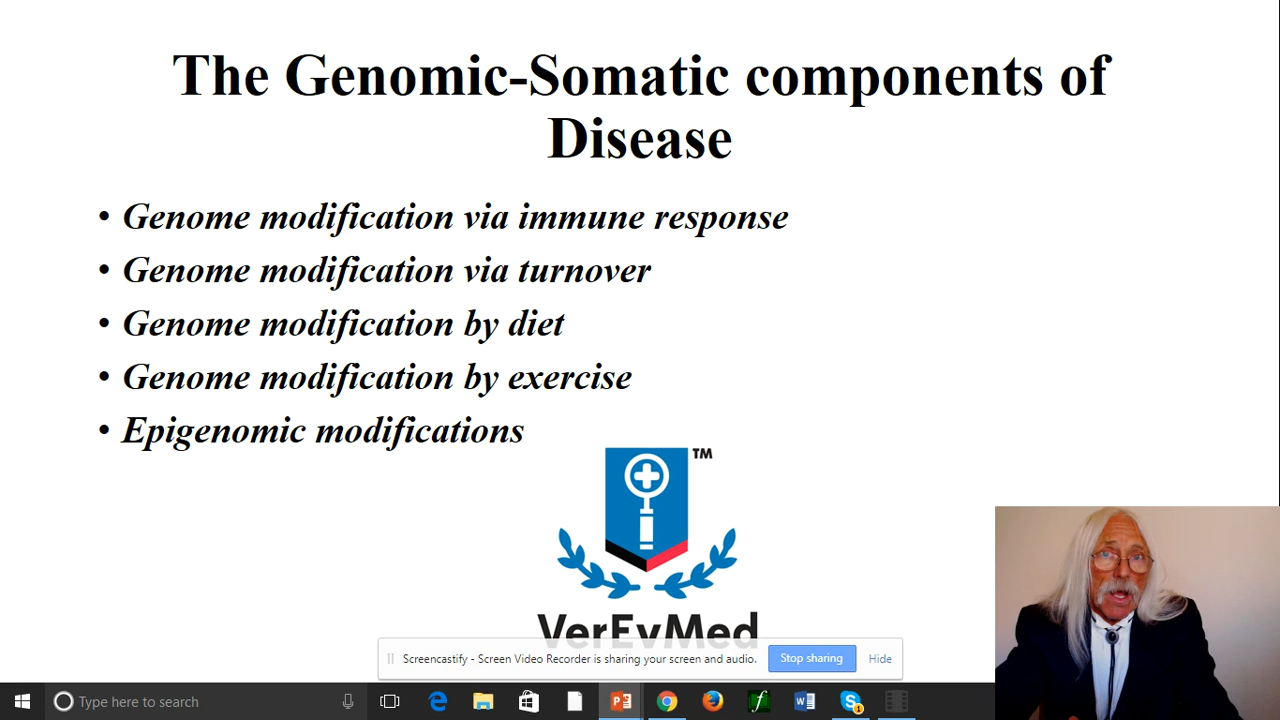 The Genomic-Somatic components of
Disease
• Genome modification via immune response
• Genome modification via turnover
• Genome modification by diet
• Genome modification by exercise
• Epigenomic modifications
TM
VerEvMed
Screencastify - Screen Video Recorder is sharing your screen and audio. Stop sharing Hide
Type here to search